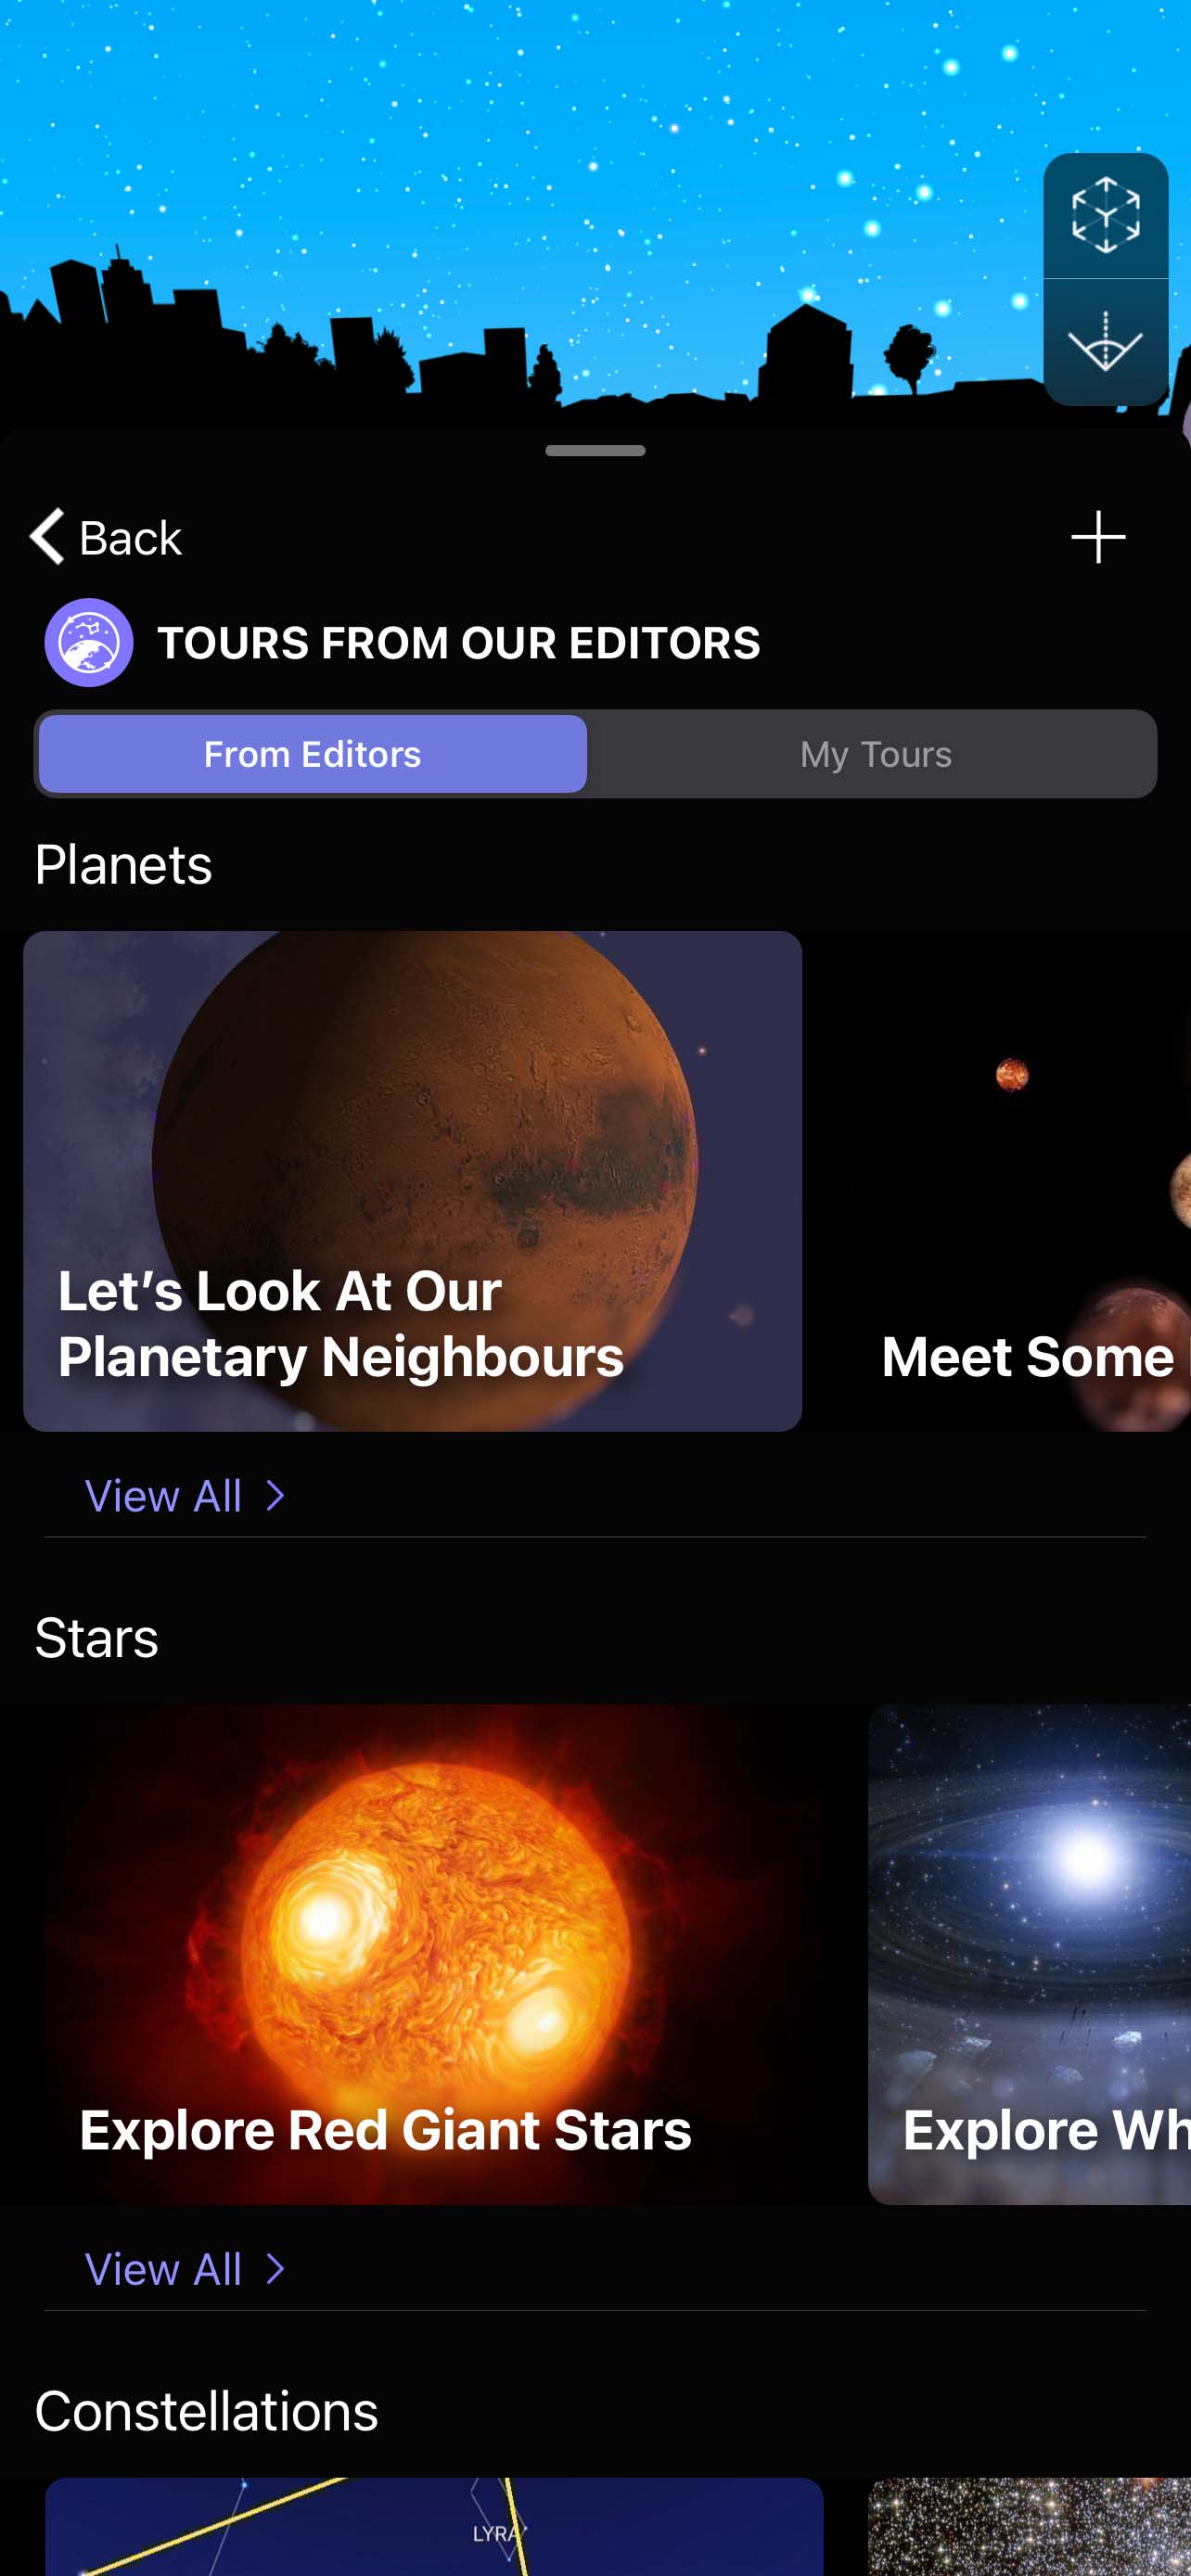 Back
TOURS FROM OUR EDITORS
From Editors
My Tours
Planets
Let’s Look At Our
Planetary Neighbours
Meet Some
View All
Stars
Explore Red Giant Stars
Explore
View All
Constellations
LYRA